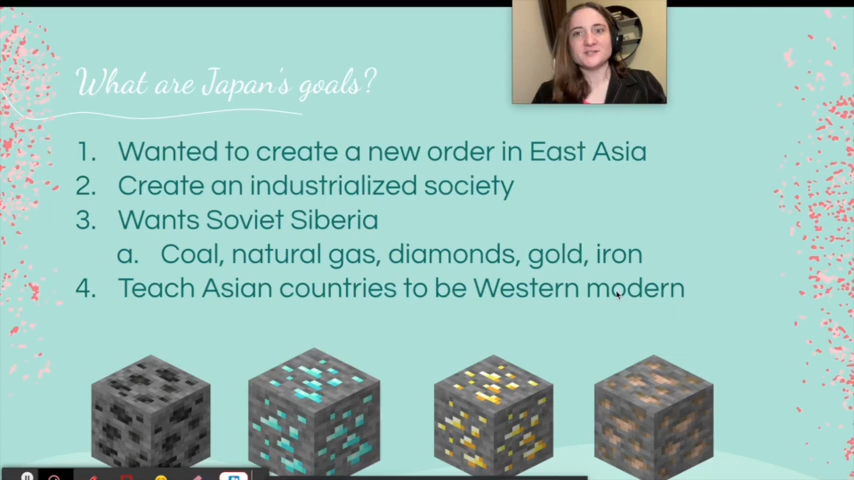 What are Japan's goals?
1. Wanted to create a new order in East Asia
2. Create an industrialized society
3. Wants Soviet Siberia
a. Coal, natural gas, diamonds, gold, iron
4. Teach Asian countries to be Western modern